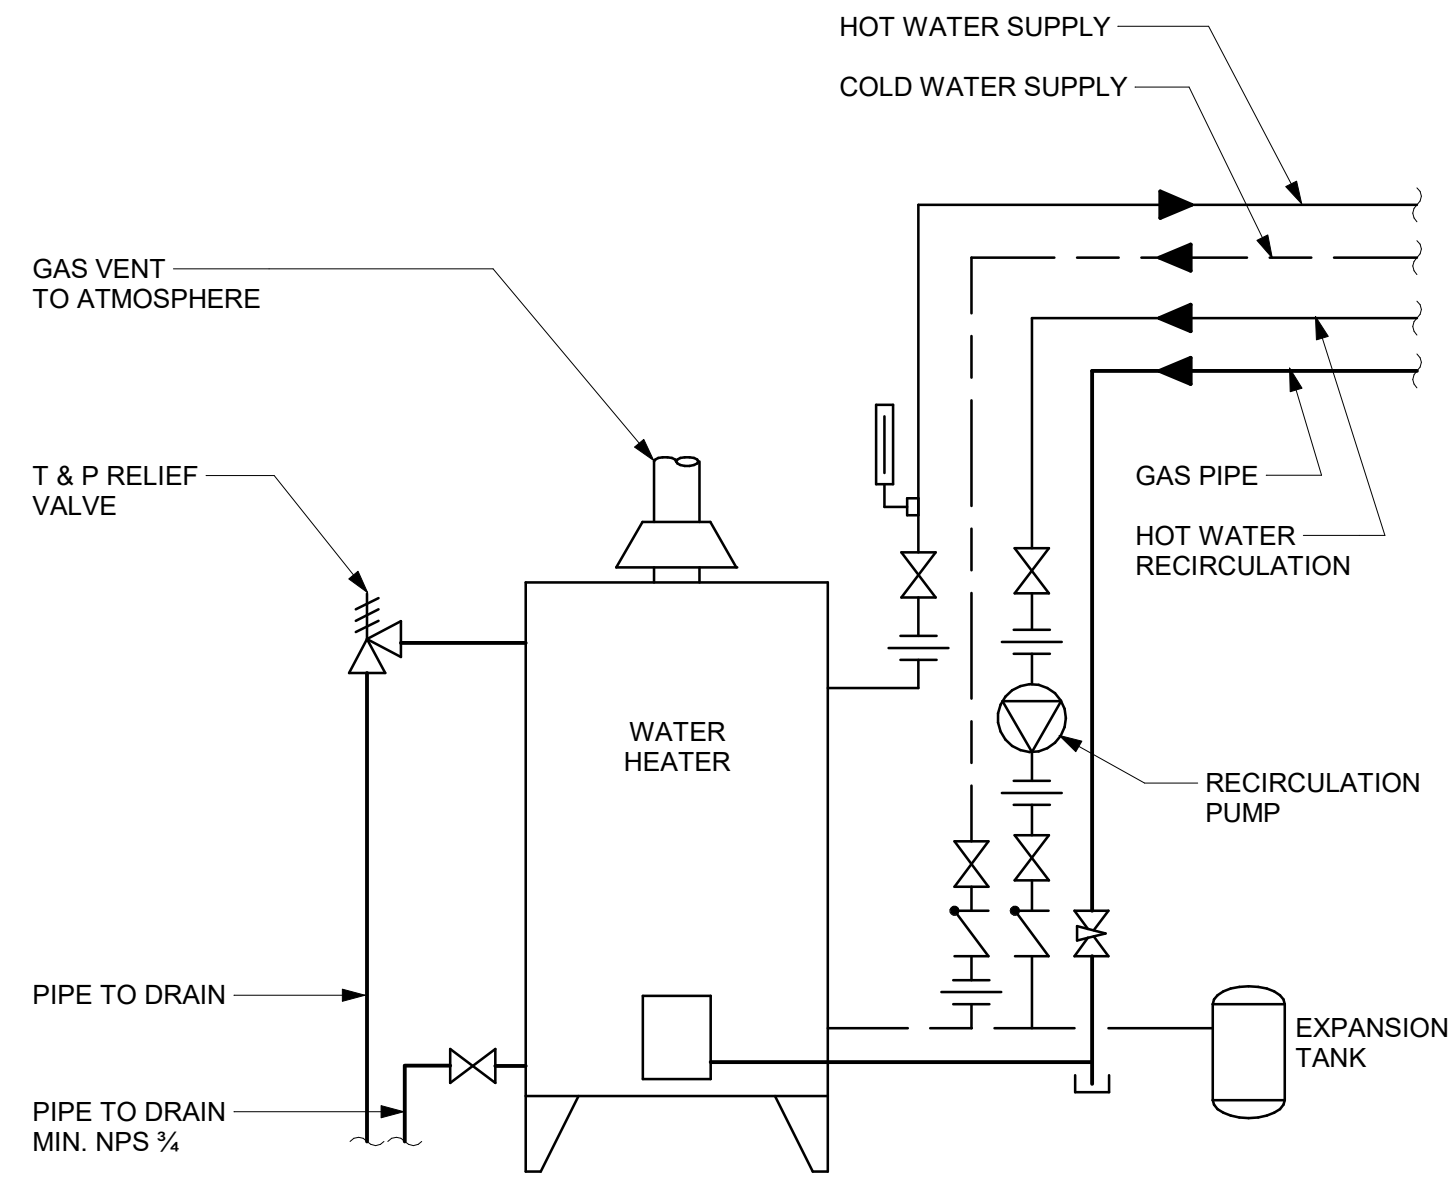 HOT WATER SUPPLY
COLD WATER SUPPLY
GAS VENT
TO ATMOSPHERE
T & P RELIEF
VALVE
GAS PIPE
HOT WATER
RECIRCULATION
WATER
HEATER
RECIRCULATION
PUMP
PIPE TO DRAIN
EXPANSION
TANK
PIPE TO DRAIN
MIN. NPS ¾